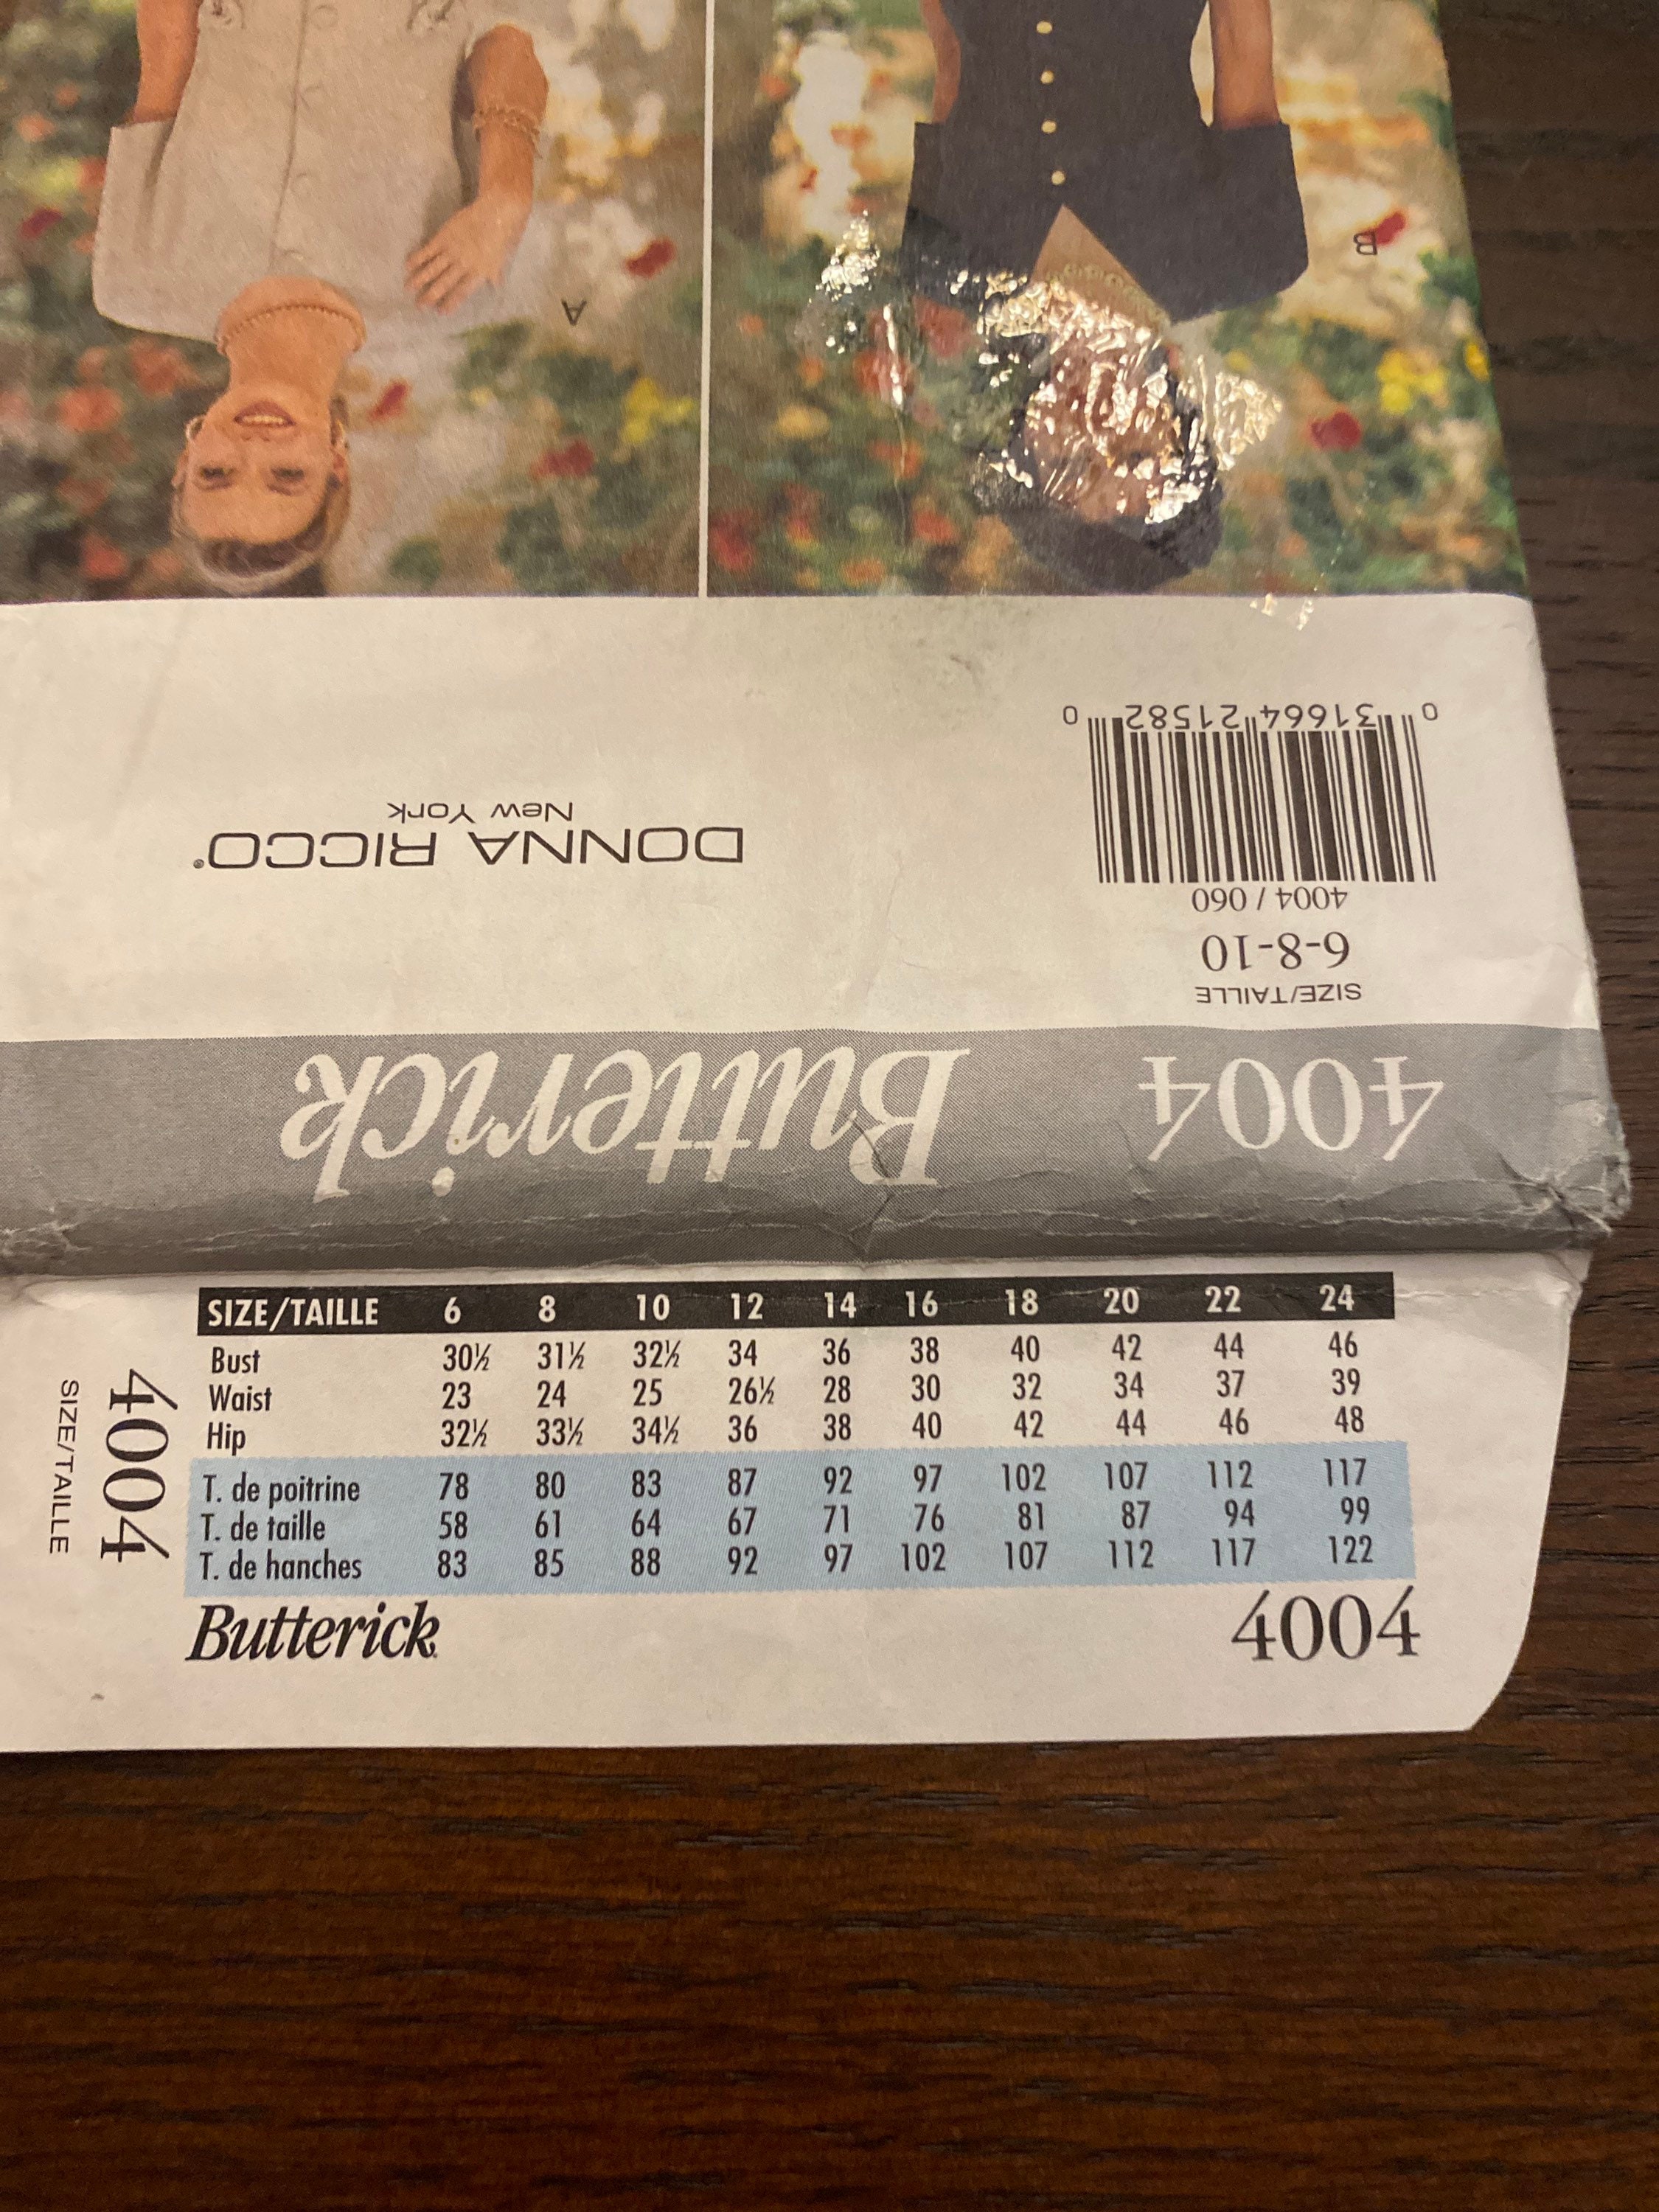 A
B
0 31664 21582 0
4004 / 060
6-8-10
SIZE/TAILLE
DONNA RICCO®
New York
Butterick
4004
SIZE/TAILLE 6 8 10 12 14 16 18 20 22 24
Bust 30½ 31½ 32½ 34 36 38 40 42 44 46
Waist 23 24 25 26½ 28 30 32 34 37 39
Hip 32½ 33½ 34½ 36 38 40 42 44 46 48
T. de poitrine 78 80 83 87 92 97 102 107 112 117
T. de taille 58 61 64 67 71 76 81 87 94 99
T. de hanches 83 85 88 92 97 102 107 112 117 122
Butterick
4004
4004
SIZE/TAILLE